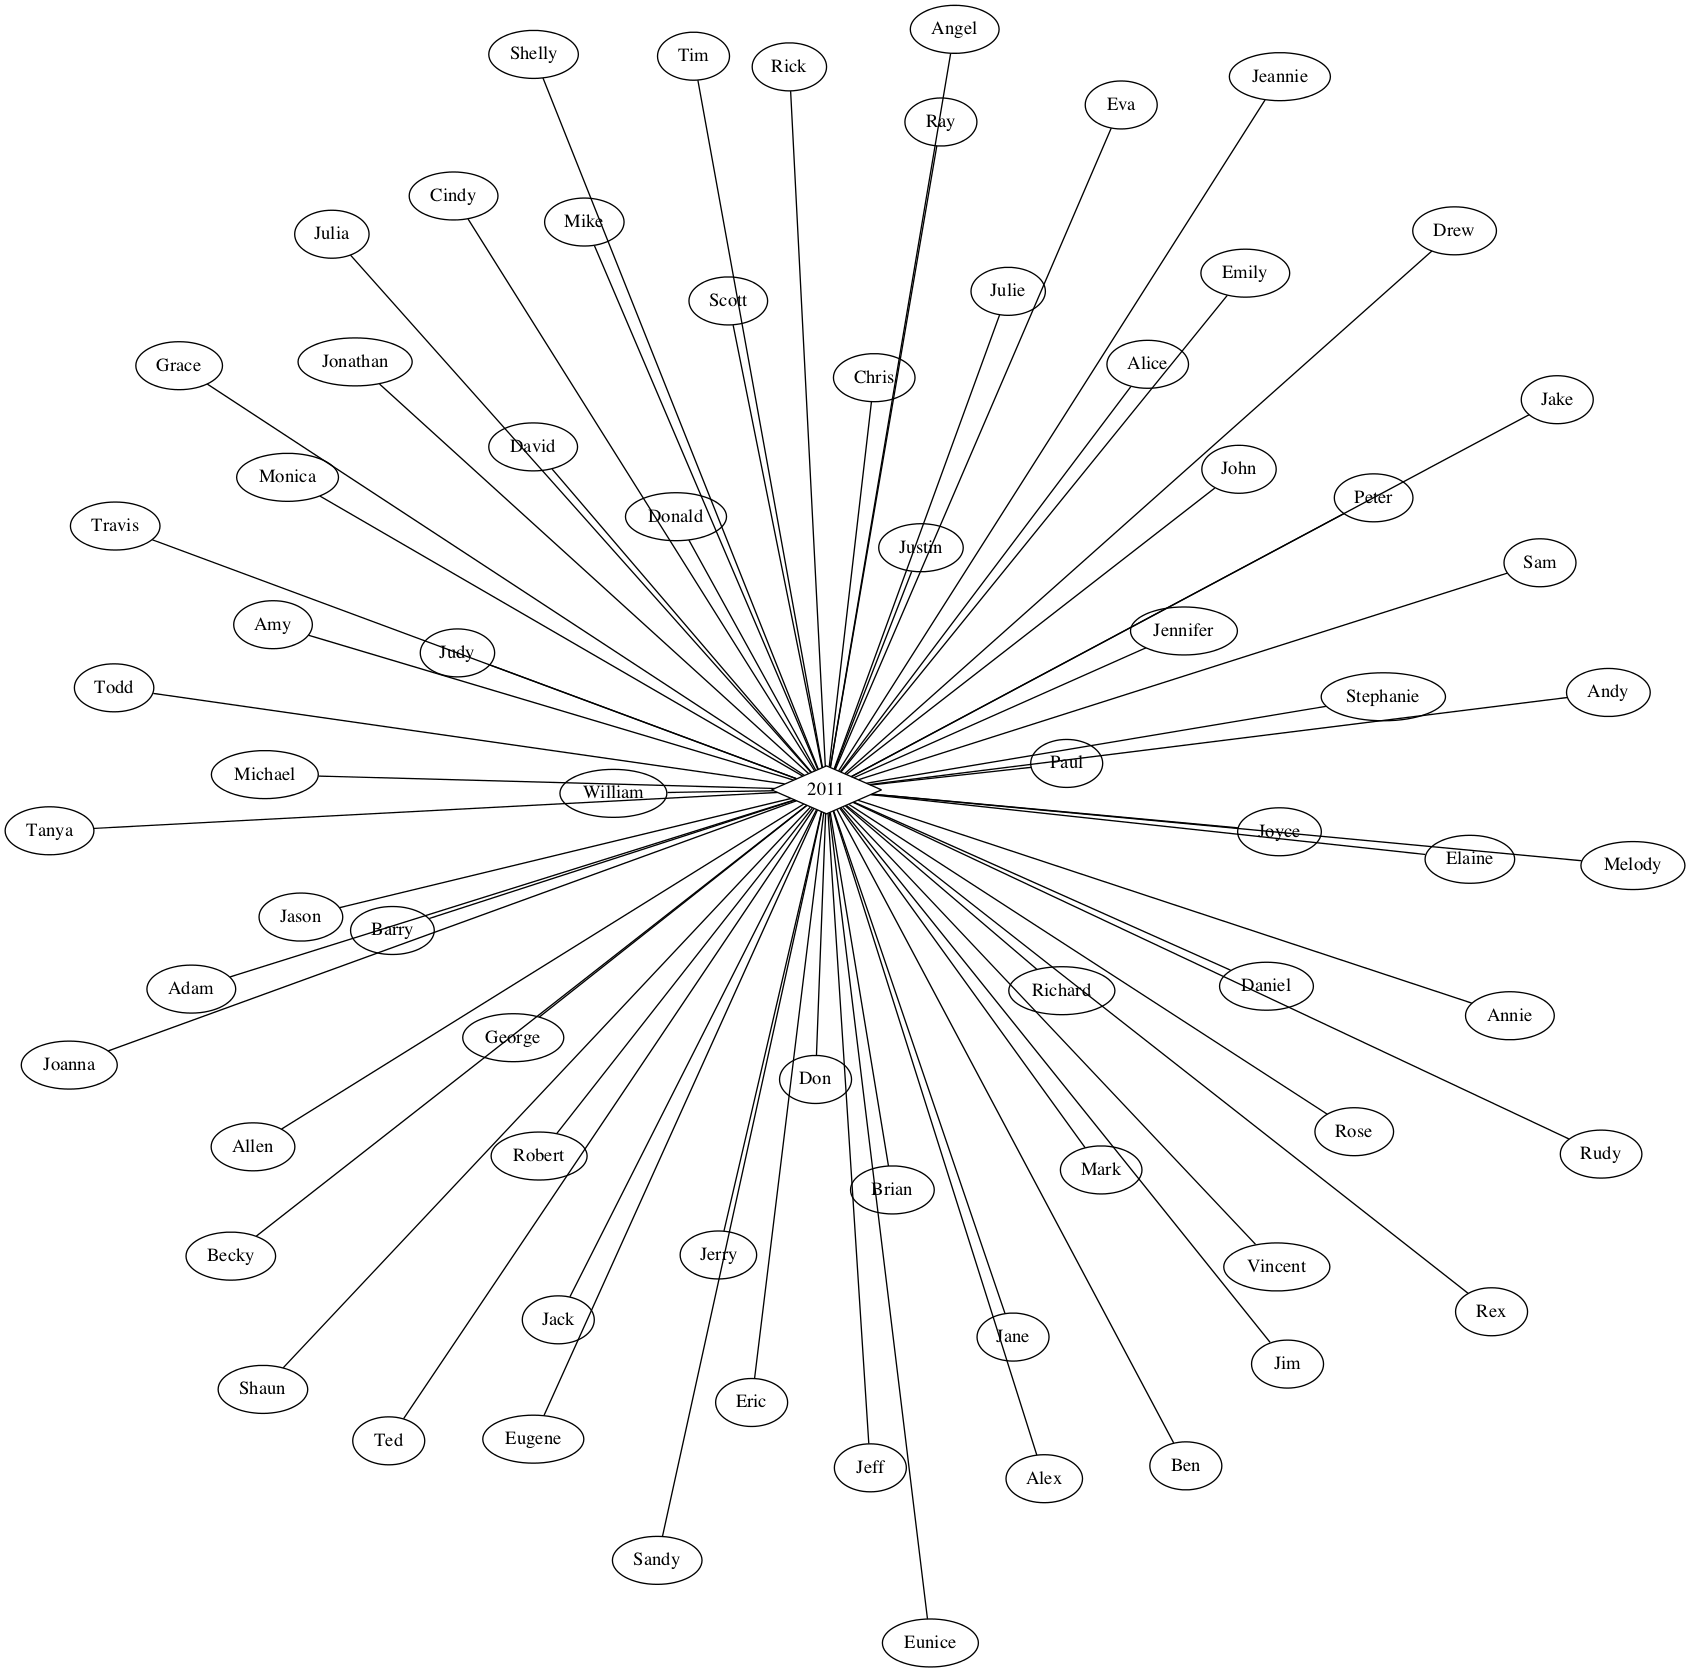 Angel
Shelly
Tim
Rick
Jeannie
Eva
Ray
Cindy
Mike
Julia
Drew
Emily
Julie
Scott
Grace
Jonathan
Chris
Alice
Jake
David
Monica
John
Peter
Donald
Travis
Justin
Sam
Amy
Judy
Jennifer
Todd
Stephanie
Andy
Michael
William
2011
Paul
Tanya
Joyce
Elaine
Melody
Jason
Barry
Adam
Richard
Daniel
Annie
Joanna
George
Don
Allen
Robert
Rose
Rudy
Mark
Brian
Becky
Jerry
Vincent
Jack
Jane
Rex
Jim
Shaun
Eric
Ted
Eugene
Jeff
Alex
Ben
Sandy
Eunice